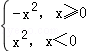 -x², x≥0
x², x<0